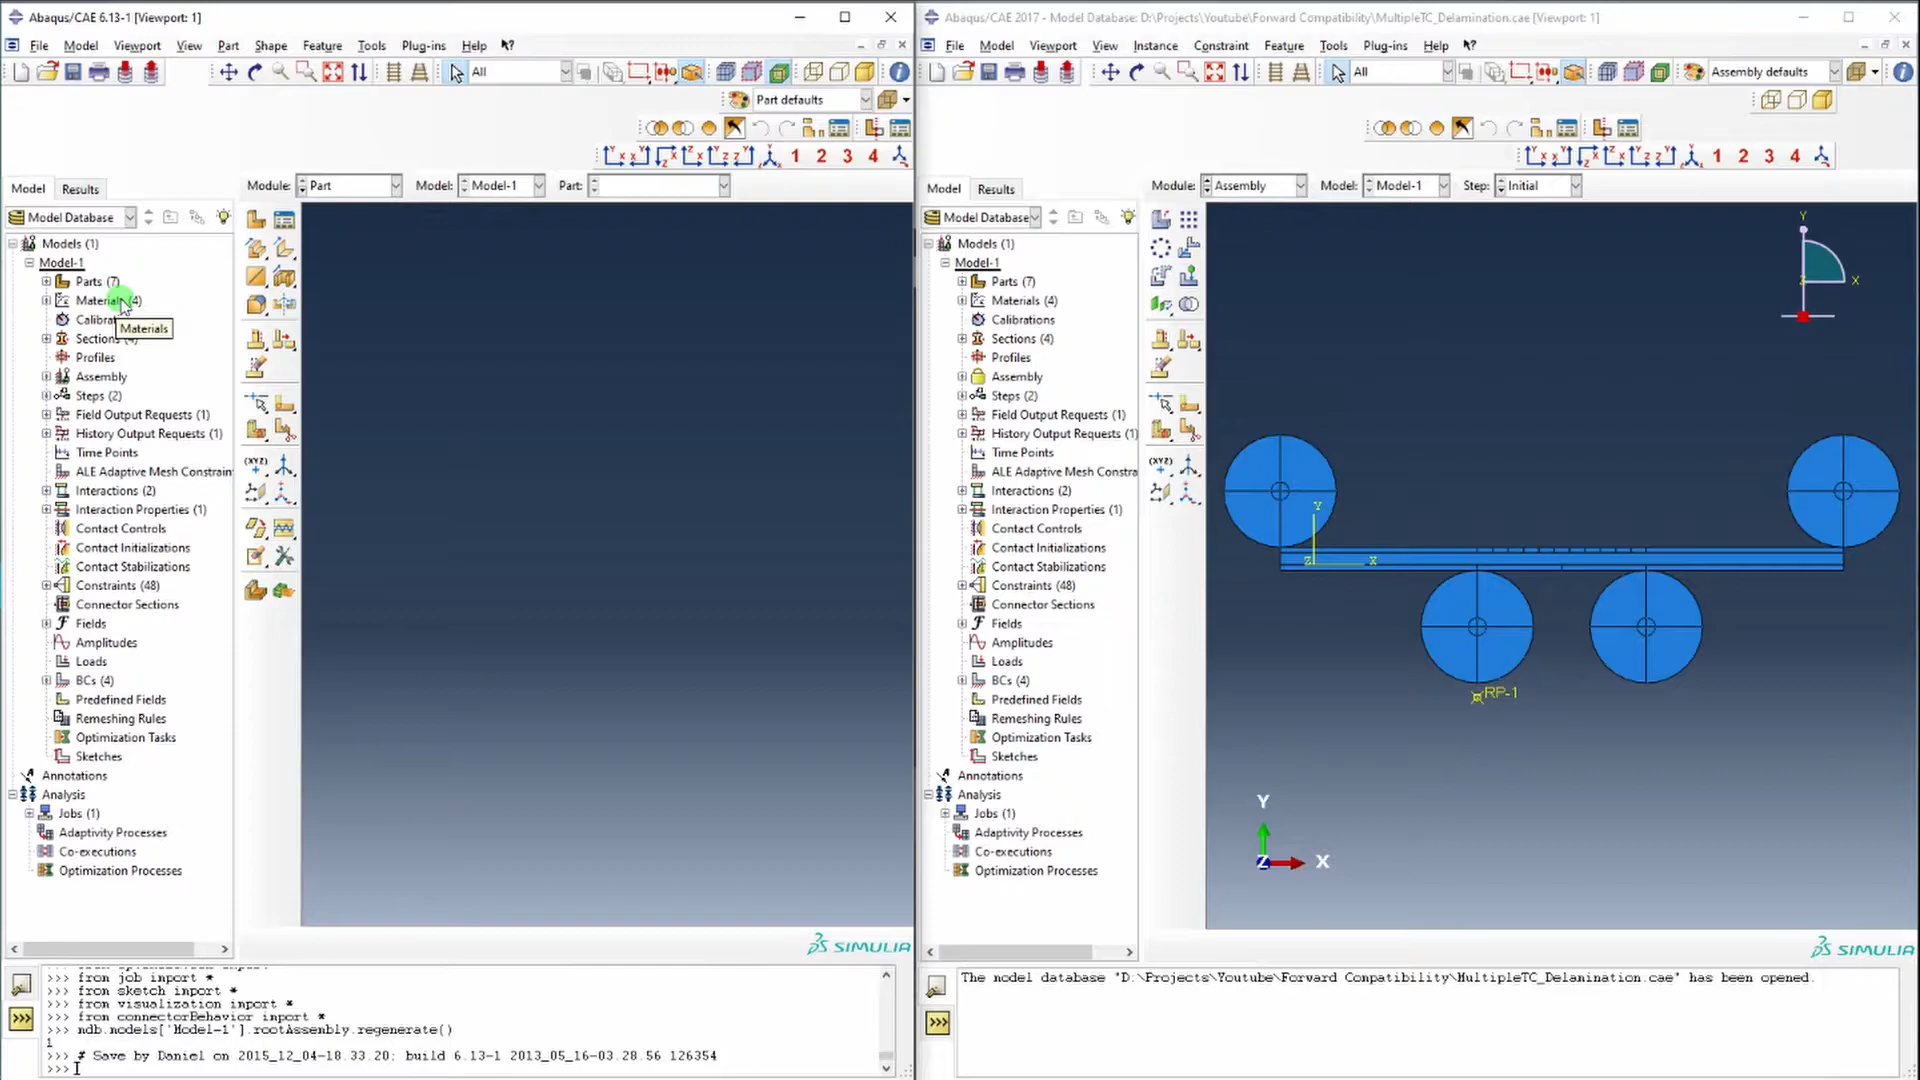 Abaqus/CAE 6.13-1 [Viewport: 1]
File Model Viewport View Part Shape Feature Tools Plug-ins Help
All
Part defaults
1 2 3 4
Model Results
Module: Part Model: Model-1 Part:
Model Database
Models (1)
Model-1
Parts (7)
Materials (4)
Calibrat
Materials
Sections (4)
Profiles
Assembly
Steps (2)
Field Output Requests (1)
History Output Requests (1)
Time Points
ALE Adaptive Mesh Constrain
Interactions (2)
Interaction Properties (1)
Contact Controls
Contact Initializations
Contact Stabilizations
Constraints (48)
Connector Sections
Fields
Amplitudes
Loads
BCs (4)
Predefined Fields
Remeshing Rules
Optimization Tasks
Sketches
Annotations
Analysis
Jobs (1)
Adaptivity Processes
Co-executions
Optimization Processes
(XYZ)
SIMULIA
>>> from job import *
>>> from sketch import *
>>> from visualization import *
>>> from connectorBehavior import *
>>> mdb.models['Model-1'].rootAssembly.regenerate()
1
>>> # Save by Daniel on 2015_12_04-18.33.20; build 6.13-1 2013_05_16-03.28.56 126354
>>>
Abaqus/CAE 2017 - Model Database: D:\Projects\Youtube\Forward Compatibility\MultipleTC_Delamination.cae [Viewport: 1]
File Model Viewport View Instance Constraint Feature Tools Plug-ins Help
All
Assembly defaults
1 2 3 4
Model Results
Module: Assembly Model: Model-1 Step: Initial
Model Database
Models (1)
Model-1
Parts (7)
Materials (4)
Calibrations
Sections (4)
Profiles
Assembly
Steps (2)
Field Output Requests (1)
History Output Requests (1)
Time Points
ALE Adaptive Mesh Constra
Interactions (2)
Interaction Properties (1)
Contact Controls
Contact Initializations
Contact Stabilizations
Constraints (48)
Connector Sections
Fields
Amplitudes
Loads
BCs (4)
Predefined Fields
Remeshing Rules
Optimization Tasks
Sketches
Annotations
Analysis
Jobs (1)
Adaptivity Processes
Co-executions
Optimization Processes
(XYZ)
Y
X
Z
Y
Z X
RP-1
Y
Z X
SIMULIA
The model database "D:\Projects\Youtube\Forward Compatibility\MultipleTC_Delamination.cae" has been opened.
>>>